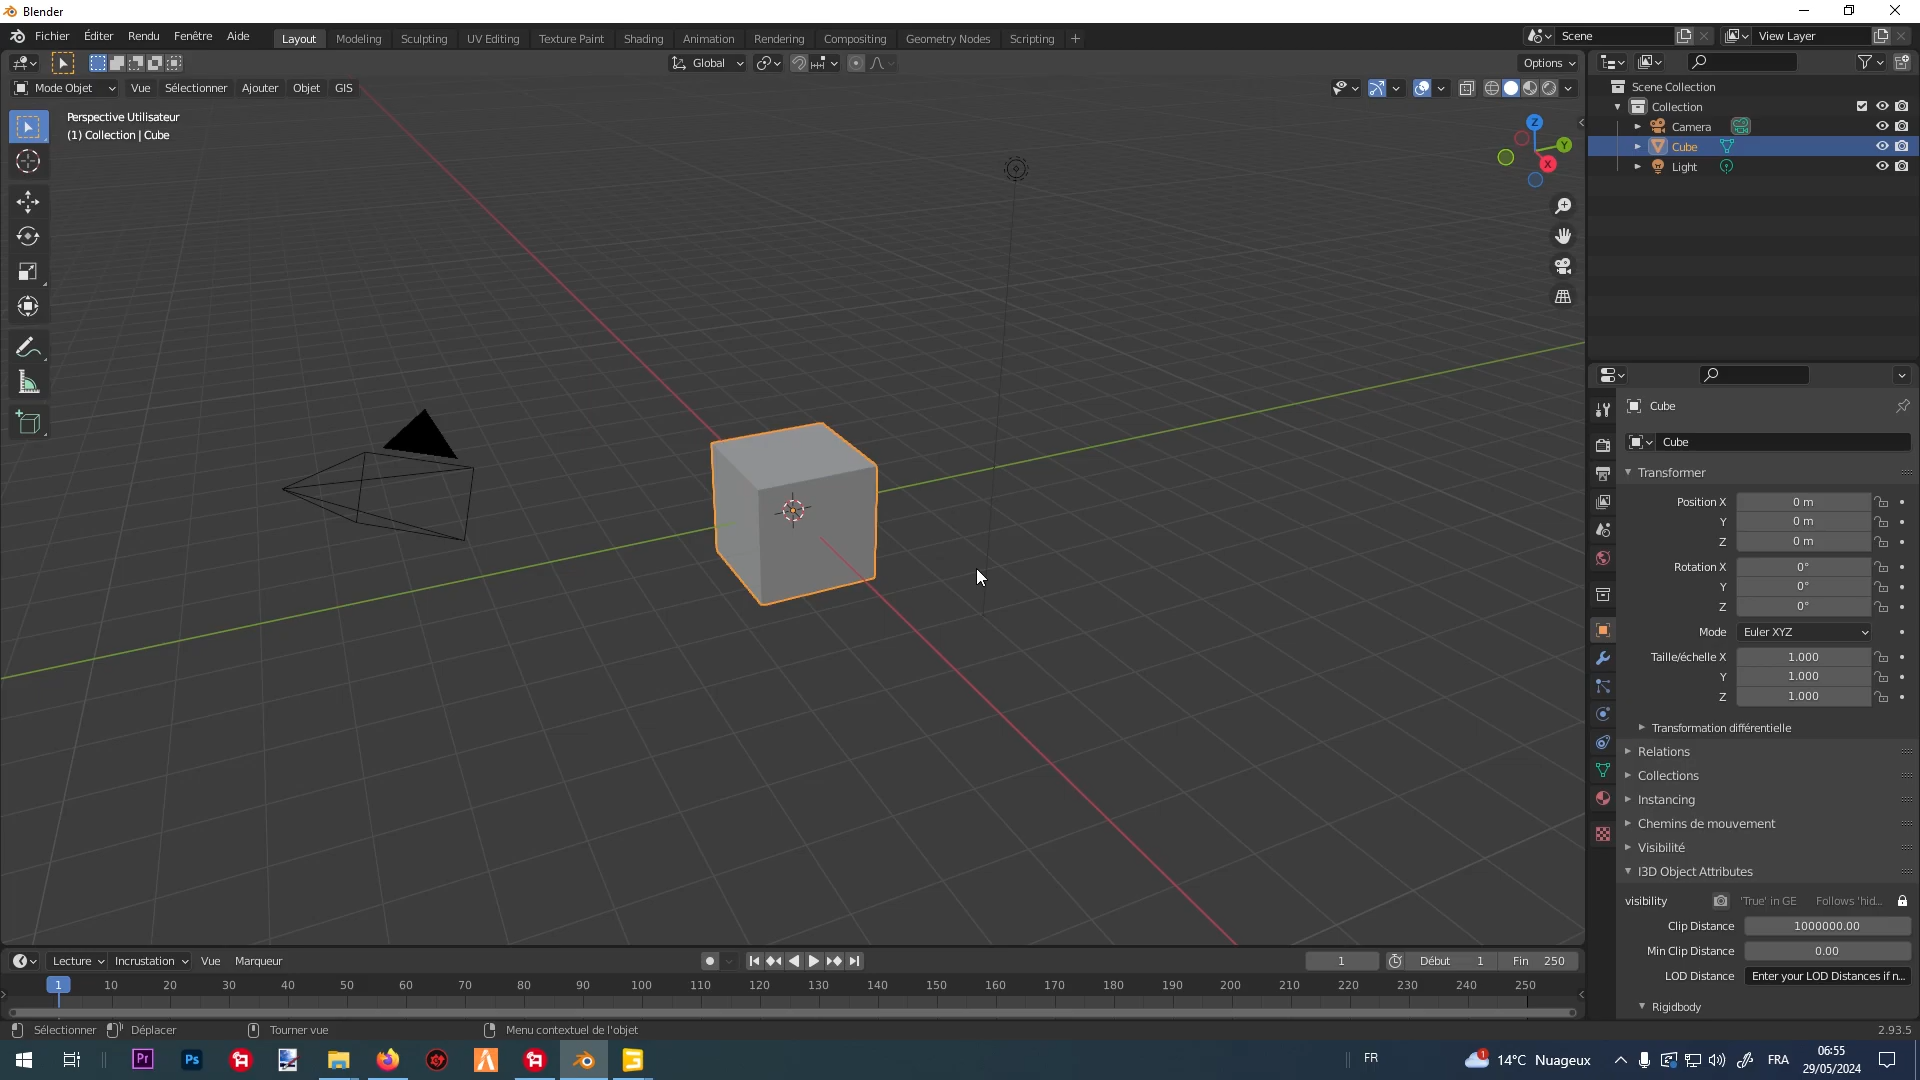 Blender
Fichier Éditer Rendu Fenêtre Aide Layout Modeling Sculpting UV Editing Texture Paint Shading Animation Rendering Compositing Geometry Nodes Scripting + Scene View Layer
Global Options
Mode Objet Vue Sélectionner Ajouter Objet GIS
Perspective Utilisateur
(1) Collection | Cube
Z
Y
X
Scene Collection
Collection
Camera
Cube
Light
Cube
Cube
Transformer
Position X 0 m
Y 0 m
Z 0 m
Rotation X 0°
Y 0°
Z 0°
Mode Euler XYZ
Taille/échelle X 1.000
Y 1.000
Z 1.000
Transformation différentielle
Relations
Collections
Instancing
Chemins de mouvement
Visibilité
I3D Object Attributes
visibility 'True' in GE Follows 'hid...
Clip Distance 1000000.00
Min Clip Distance 0.00
LOD Distance Enter your LOD Distances if n...
Rigidbody
Lecture Incrustation Vue Marqueur 1 Début 1 Fin 250
1 10 20 30 40 50 60 70 80 90 100 110 120 130 140 150 160 170 180 190 200 210 220 230 240 250
Sélectionner Déplacer Tourner vue Menu contextuel de l'objet 2.93.5
Pr Ps FR 1 14°C Nuageux FRA 06:55
29/05/2024